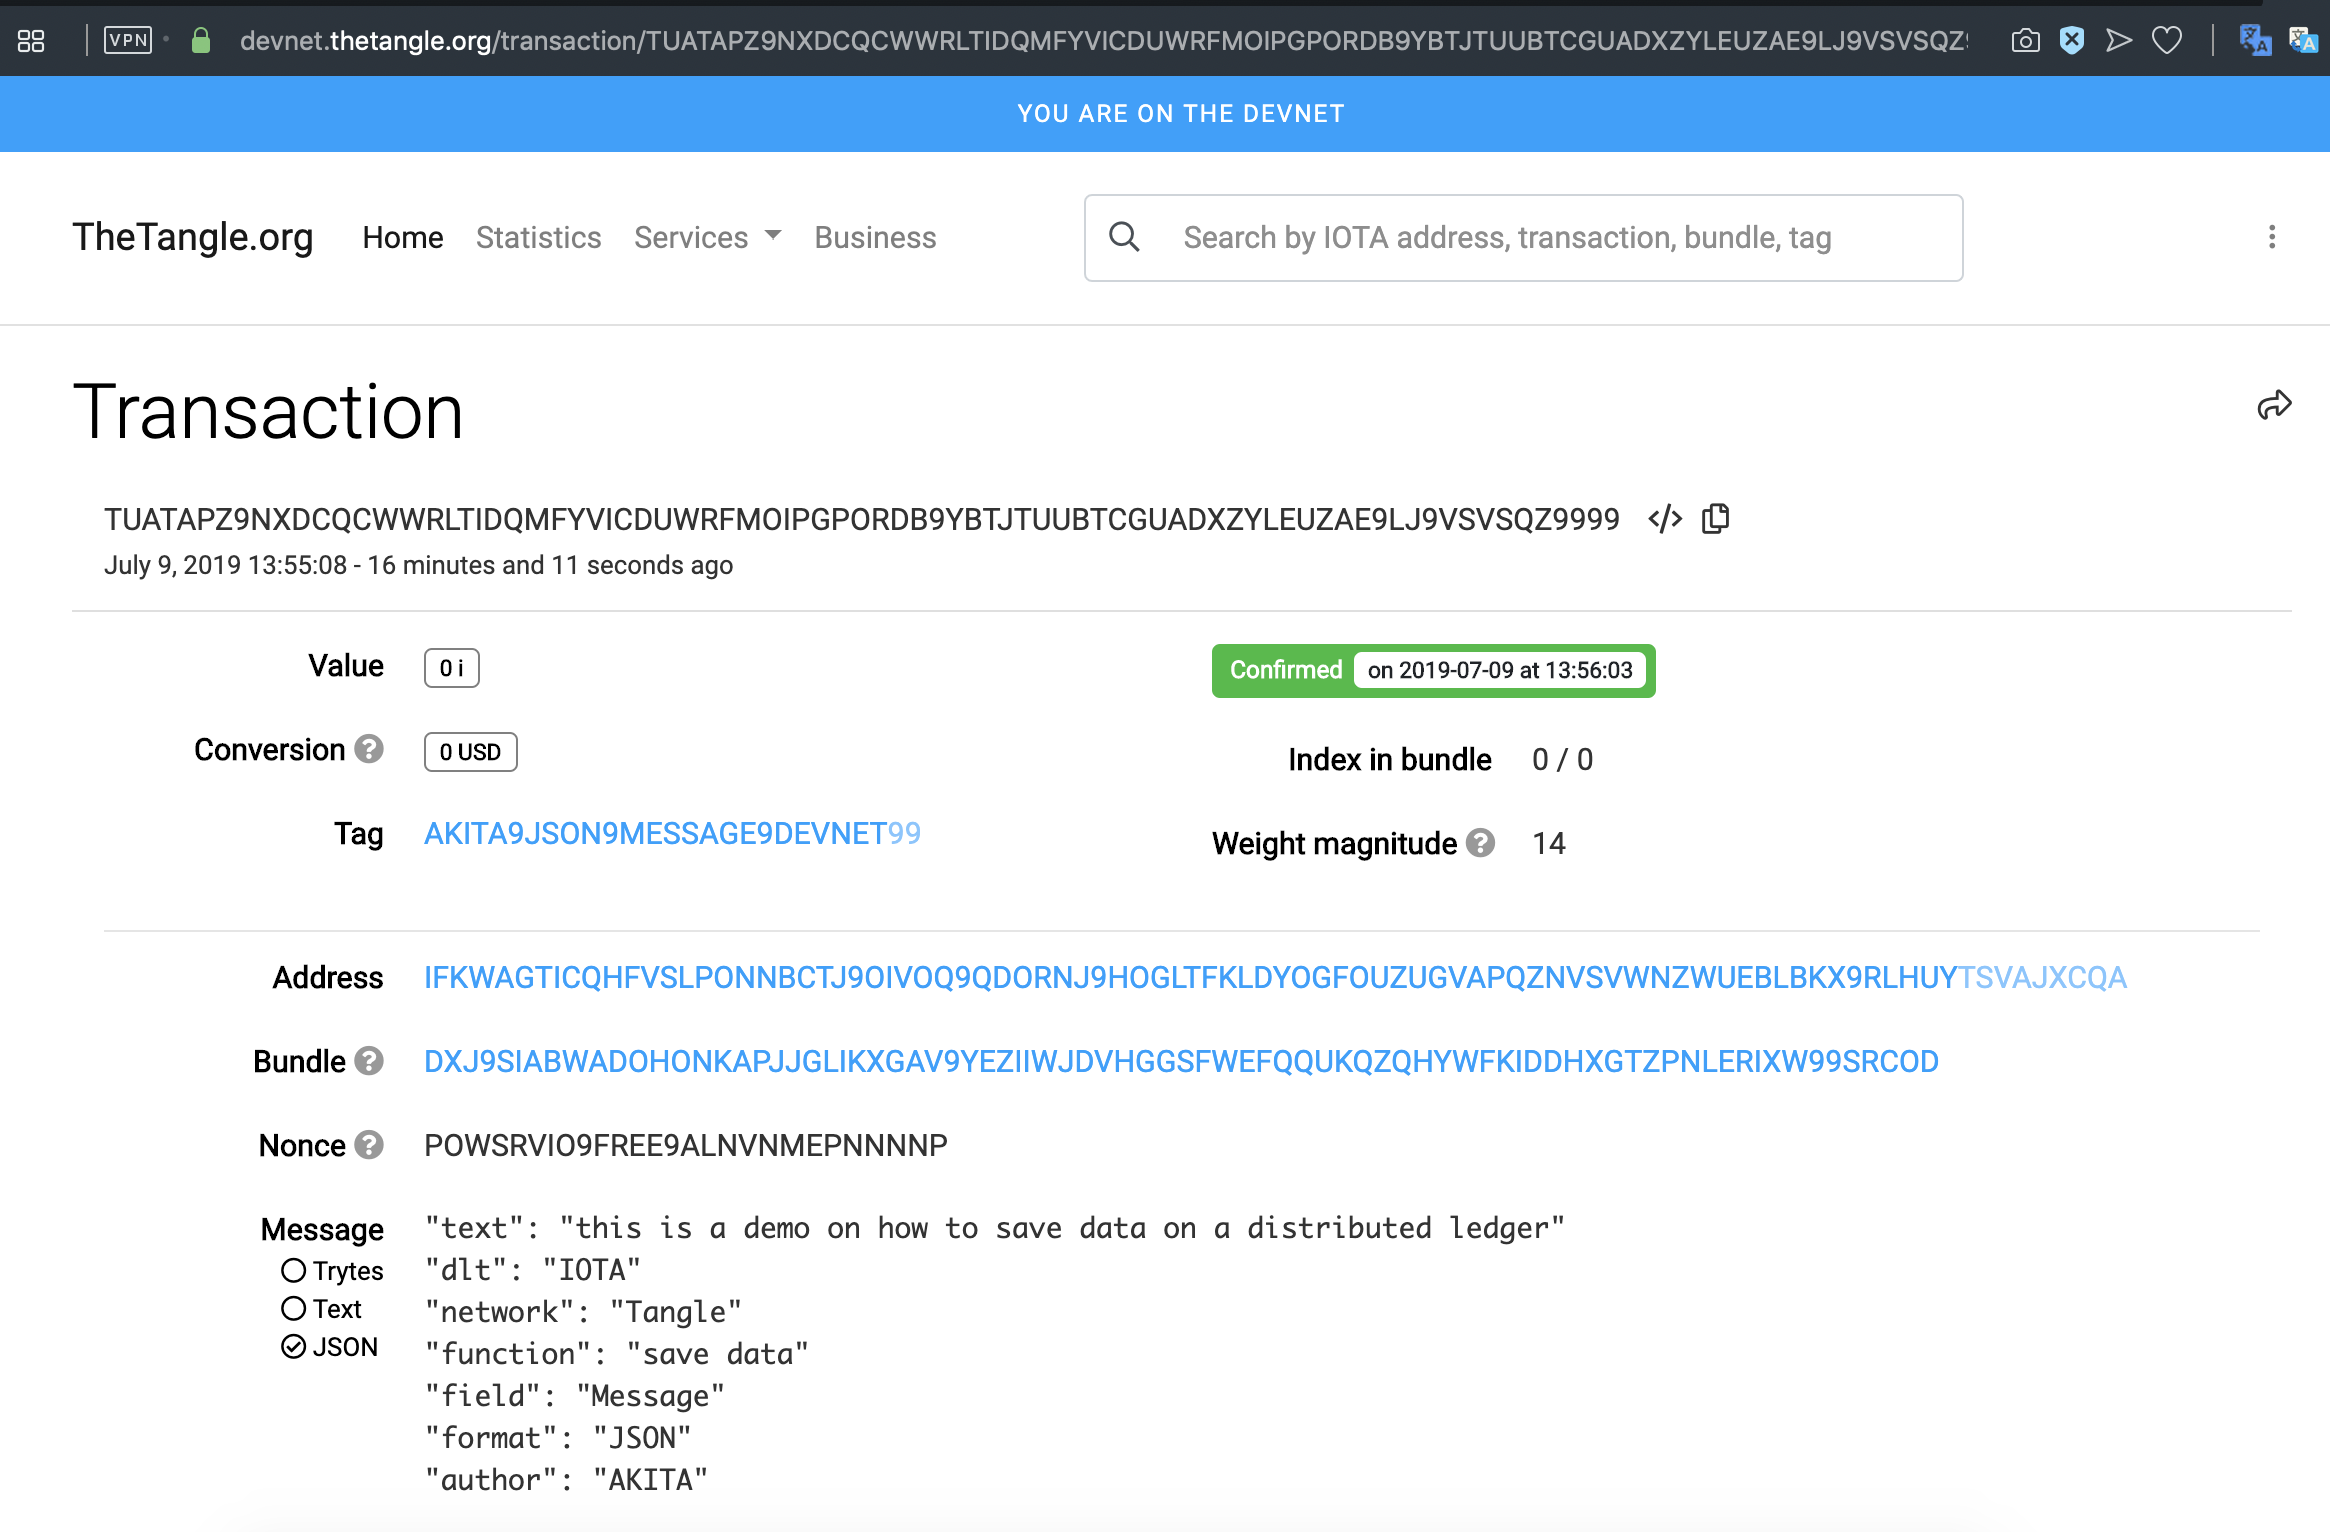 VPN devnet.thetangle.org/transaction/TUATAPZ9NXDCQCWWRLTIDQMFYVICDUWRFMOIPGPORDB9YBTJTUUBTCGUADXZYLEUZAE9LJ9VSVSQZ9
YOU ARE ON THE DEVNET
TheTangle.org Home Statistics Services Business Search by IOTA address, transaction, bundle, tag
Transaction
TUATAPZ9NXDCQCWWRLTIDQMFYVICDUWRFMOIPGPORDB9YBTJTUUBTCGUADXZYLEUZAE9LJ9VSVSQZ9999
July 9, 2019 13:55:08 - 16 minutes and 11 seconds ago
Value 0 i
Confirmed on 2019-07-09 at 13:56:03
Conversion 0 USD
Index in bundle 0 / 0
Tag AKITA9JSON9MESSAGE9DEVNET99
Weight magnitude 14
Address IFKWAGTICQHFVSLPONNBCTJ9OIVOQ9QDORNJ9HOGLTFKLDYOGFOUZUGVAPQZNVSVWNZWUEBLBKX9RLHUYTSVAJXCQA
Bundle DXJ9SIABWADOHONKAPJJGLIKXGAV9YEZIIWJDVHGGSFWEFQQUKQZQHYWFKIDDHXGTZPNLERIXW99SRCOD
Nonce POWSRVIO9FREE9ALNVNMEPNNNNP
Message "text": "this is a demo on how to save data on a distributed ledger"
Trytes "dlt": "IOTA"
Text "network": "Tangle"
JSON "function": "save data"
"field": "Message"
"format": "JSON"
"author": "AKITA"